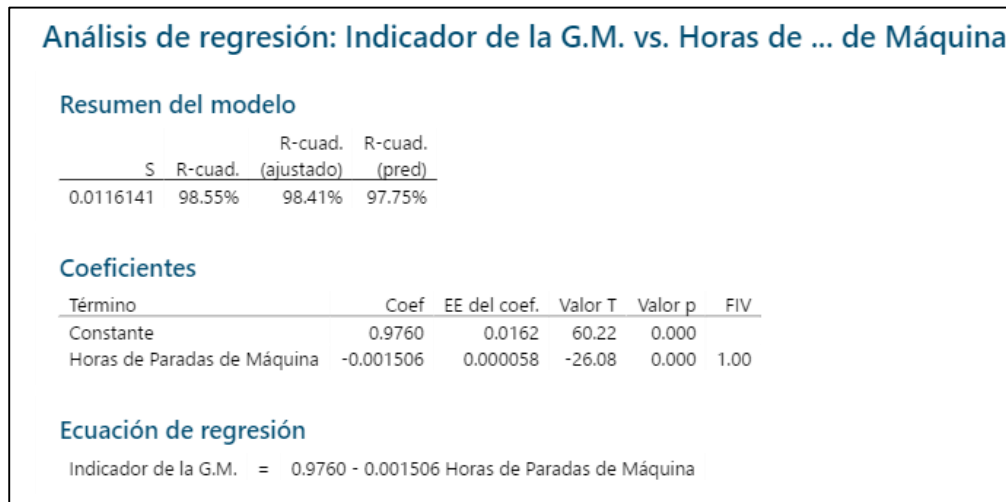 Análisis de regresión: Indicador de la G.M. vs. Horas de ... de Máquina
Resumen del modelo
R-cuad. R-cuad.
S R-cuad. (ajustado) (pred)
0.0116141 98.55% 98.41% 97.75%
Coeficientes
Término Coef EE del coef. Valor T Valor p FIV
Constante 0.9760 0.0162 60.22 0.000
Horas de Paradas de Máquina -0.001506 0.000058 -26.08 0.000 1.00
Ecuación de regresión
Indicador de la G.M. = 0.9760 - 0.001506 Horas de Paradas de Máquina